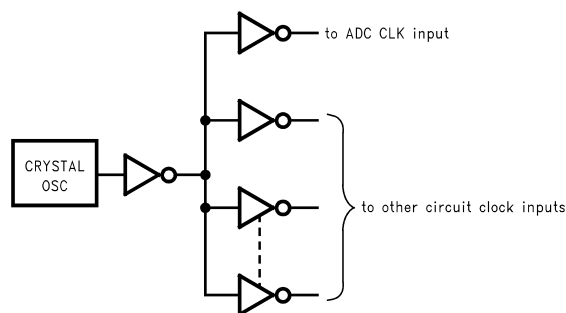 to ADC CLK input
CRYSTAL
OSC
to other circuit clock inputs